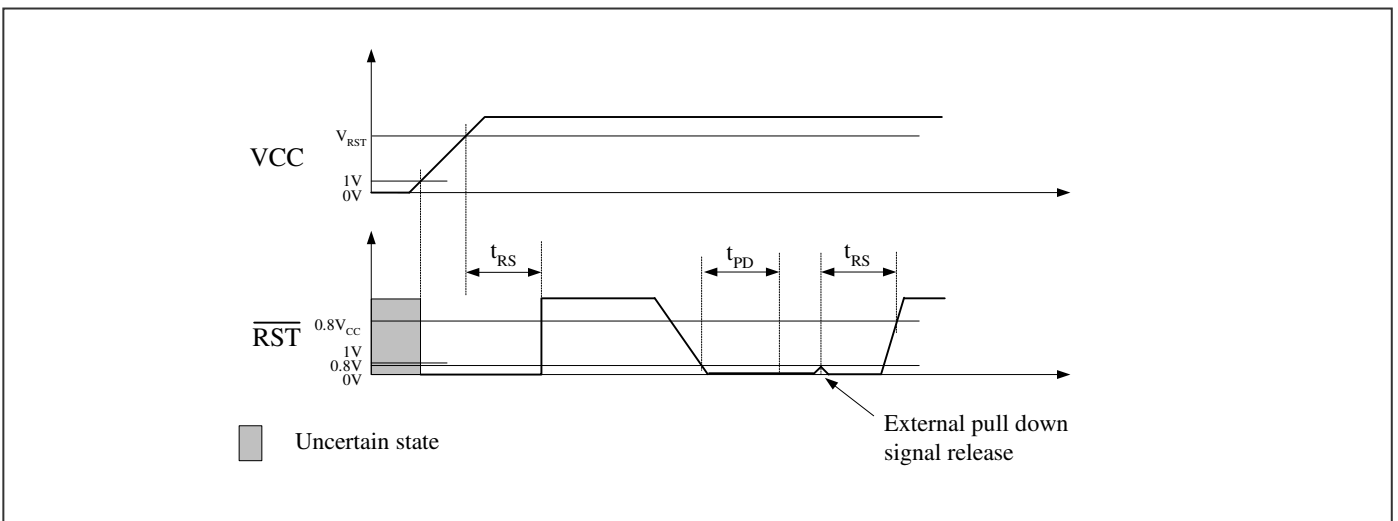 V_RST
VCC
1V
0V
t_RS
t_PD
t_RS
0.8V_CC
R̅S̅T̅
1V
0.8V
0V
External pull down
signal release
Uncertain state